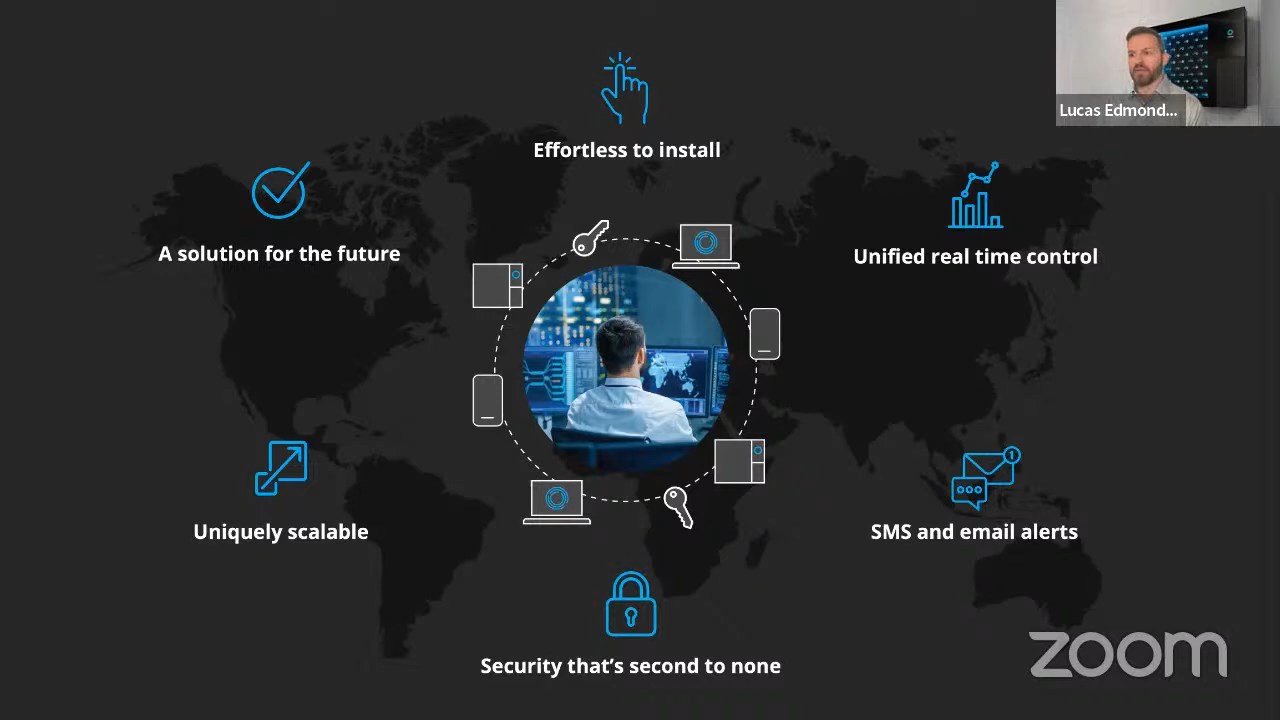 Lucas Edmond...
Effortless to install
A solution for the future
Unified real time control
Uniquely scalable
SMS and email alerts
1
Security that's second to none
zoom